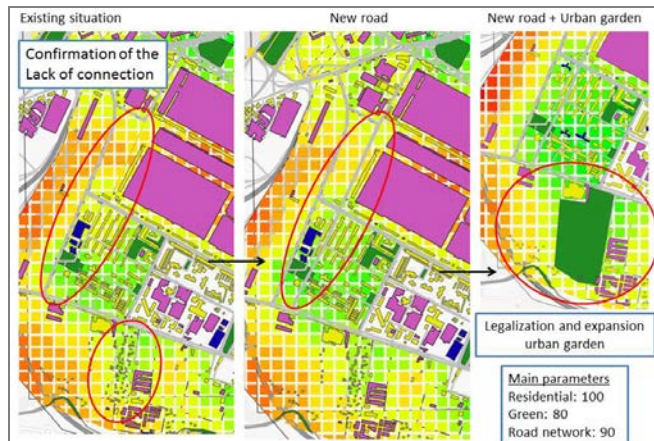 Existing situation
New road
New road + Urban garden
Confirmation of the
Lack of connection
Legalization and expansion
urban garden
Main parameters
Residential: 100
Green: 80
Road network: 90